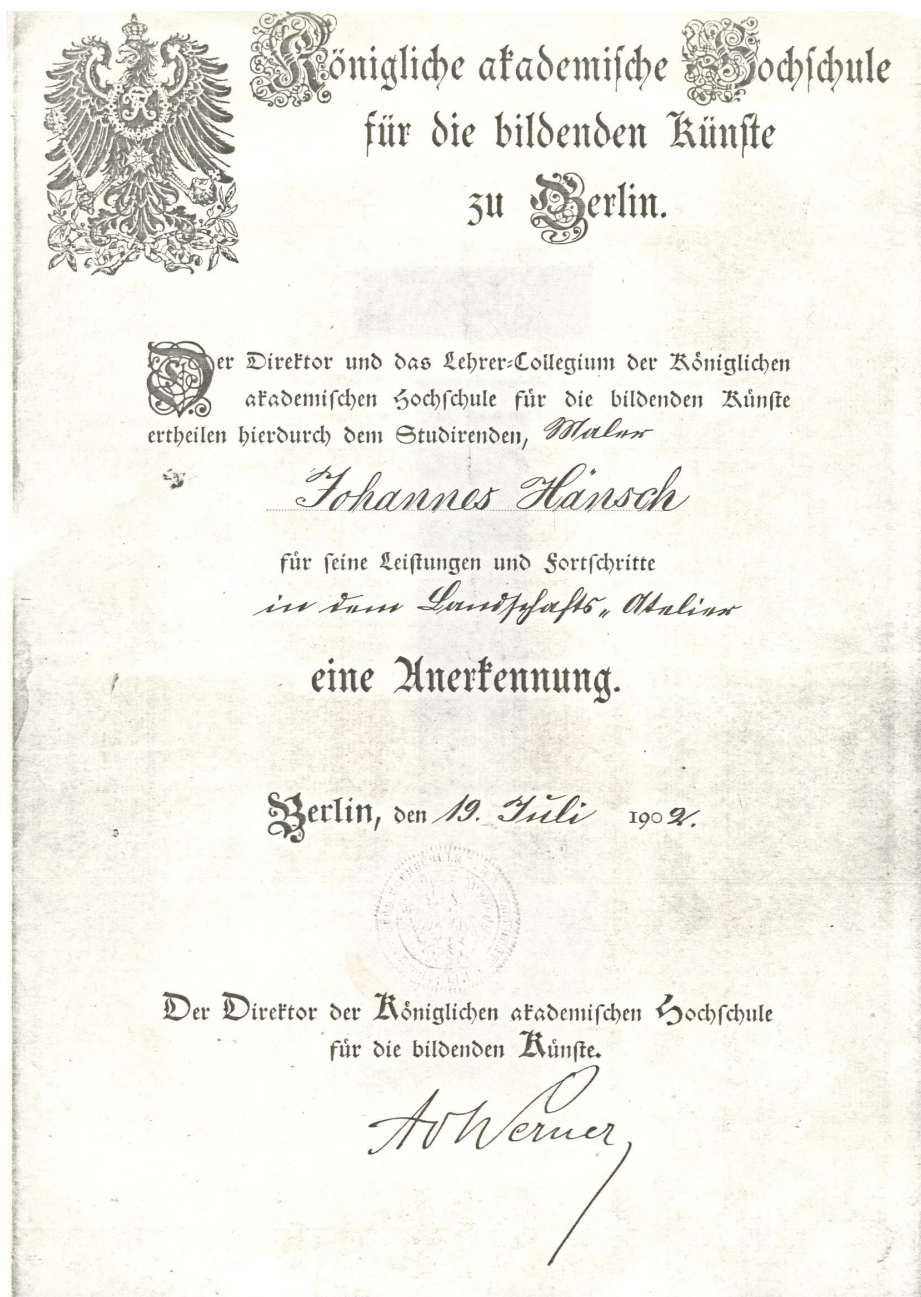 Königliche akademische Hochschule
für die bildenden Künste
zu Berlin.
Der Direktor und das Lehrer-Collegium der Königlichen
akademischen Hochschule für die bildenden Künste
ertheilen hierdurch dem Studirenden, Maler
Johannes Hänsch
für seine Leistungen und Fortschritte
in dem Landschafts-Atelier
eine Anerkennung.
Berlin, den 19. Juli 1902.
Der Direktor der Königlichen akademischen Hochschule
für die bildenden Künste.
AvWerner